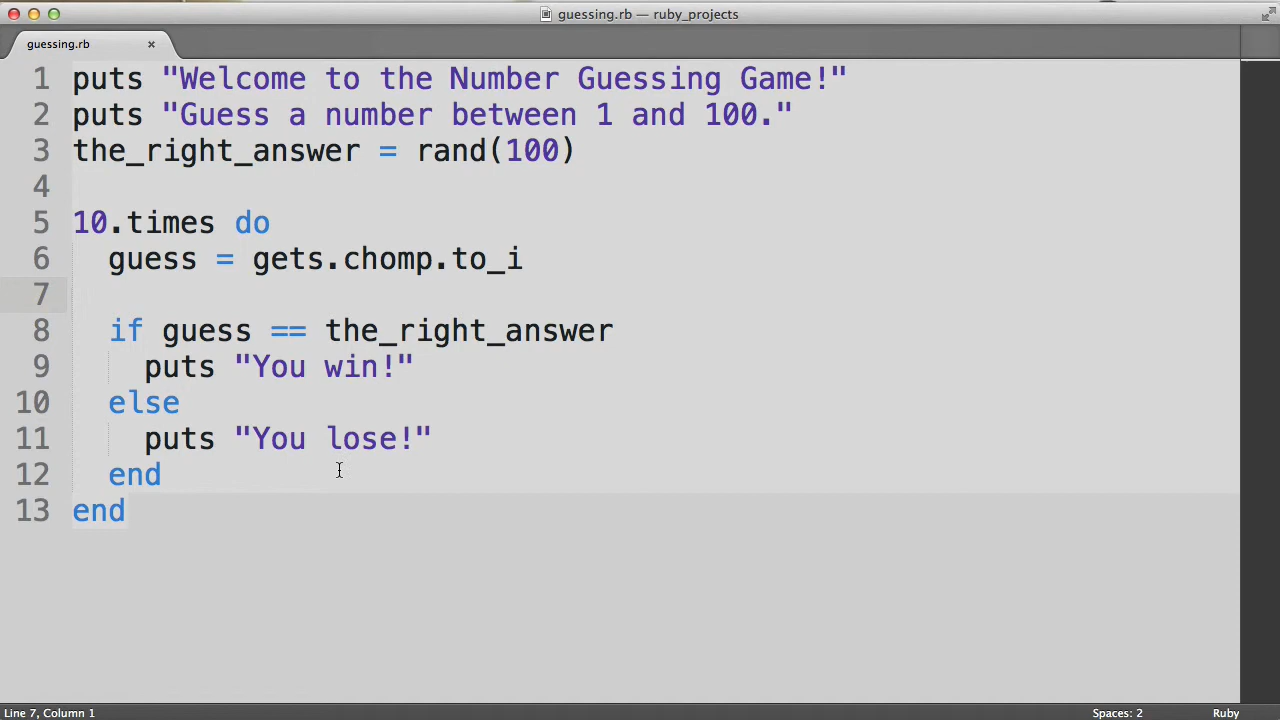 guessing.rb — ruby_projects
guessing.rb ×
1 puts "Welcome to the Number Guessing Game!"
2 puts "Guess a number between 1 and 100."
3 the_right_answer = rand(100)
4
5 10.times do
6   guess = gets.chomp.to_i
7
8   if guess == the_right_answer
9     puts "You win!"
10   else
11     puts "You lose!"
12   end
13 end
Line 7, Column 1 Spaces: 2 Ruby